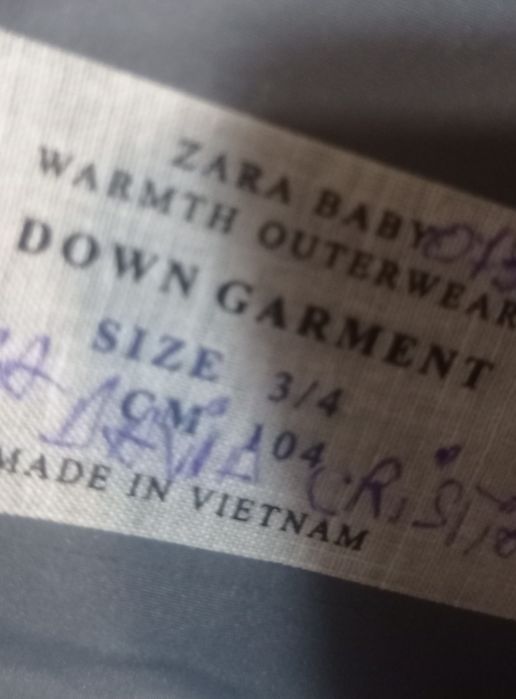 ZARA BABY
WARMTH OUTERWEAR
DOWN GARMENT
SIZE 3/4
CM 104
MADE IN VIETNAM